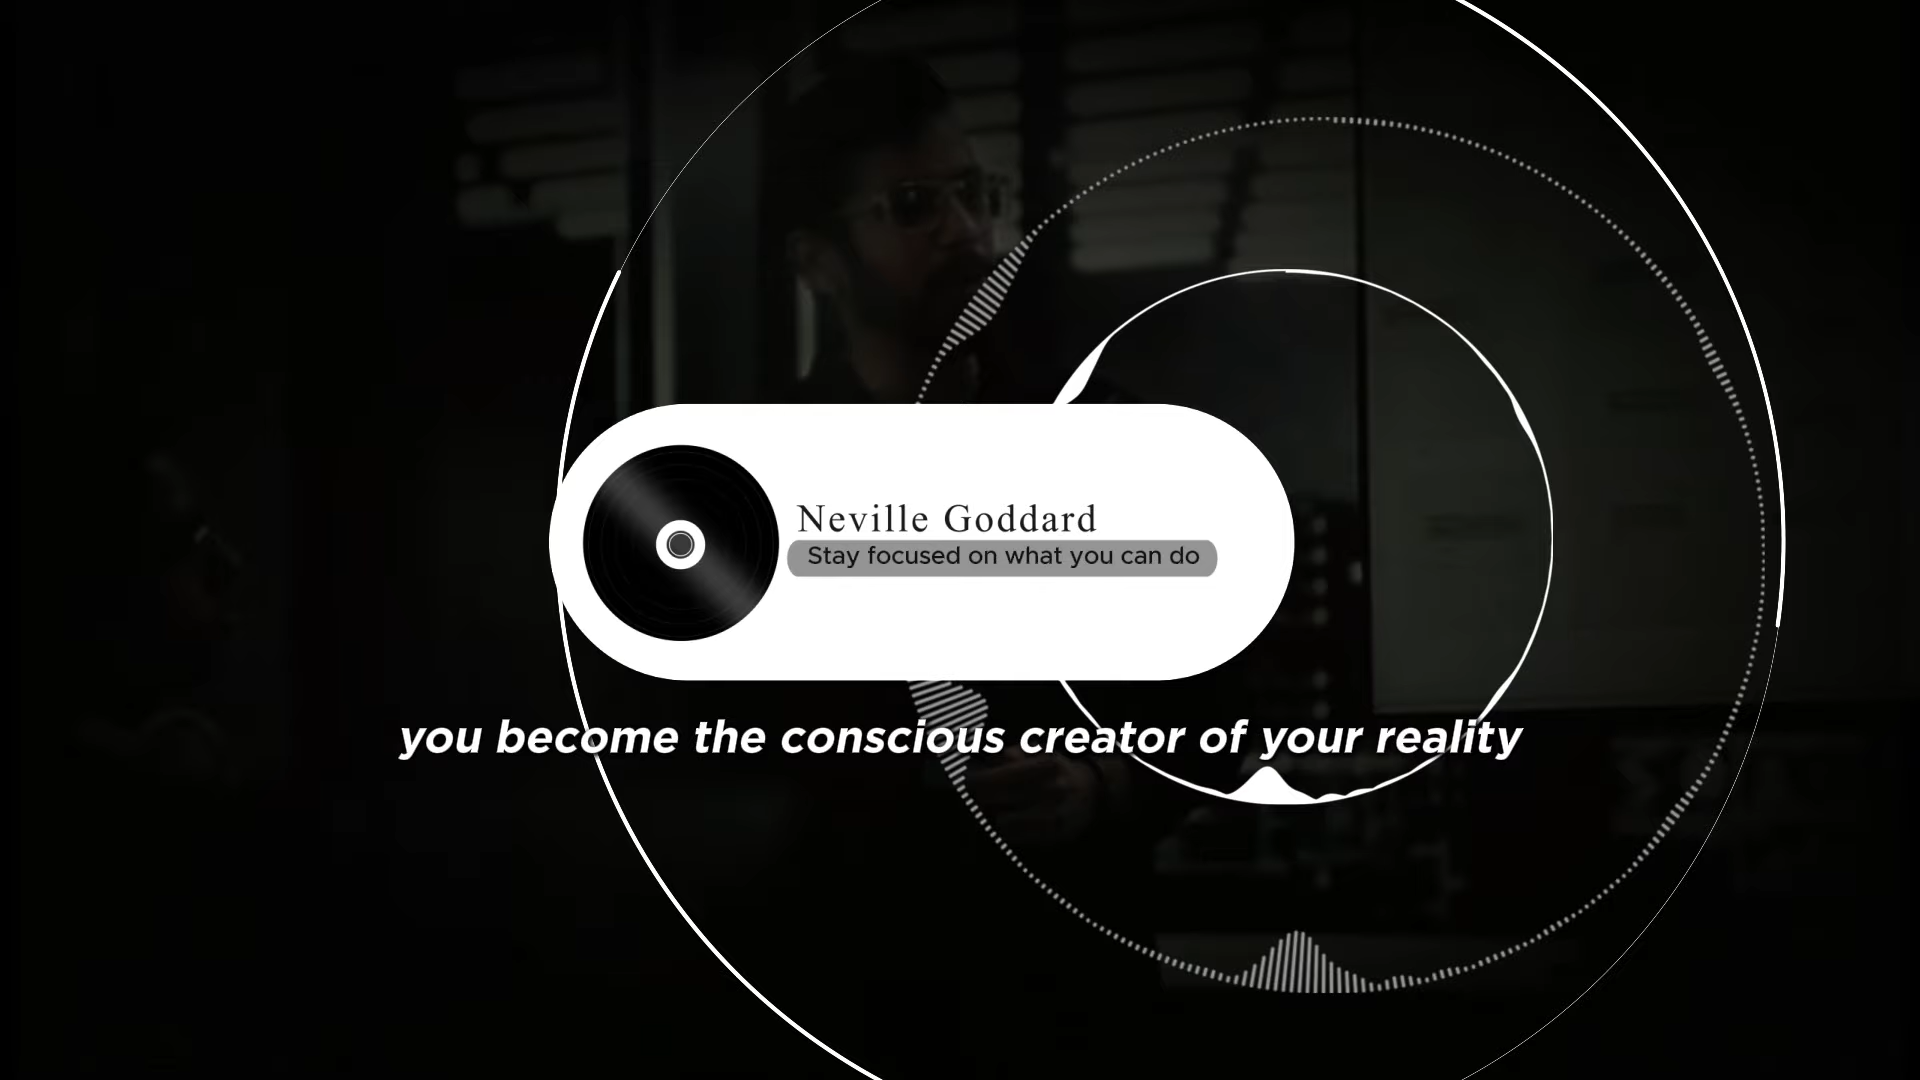 Neville Goddard
Stay focused on what you can do
you become the conscious creator of your reality